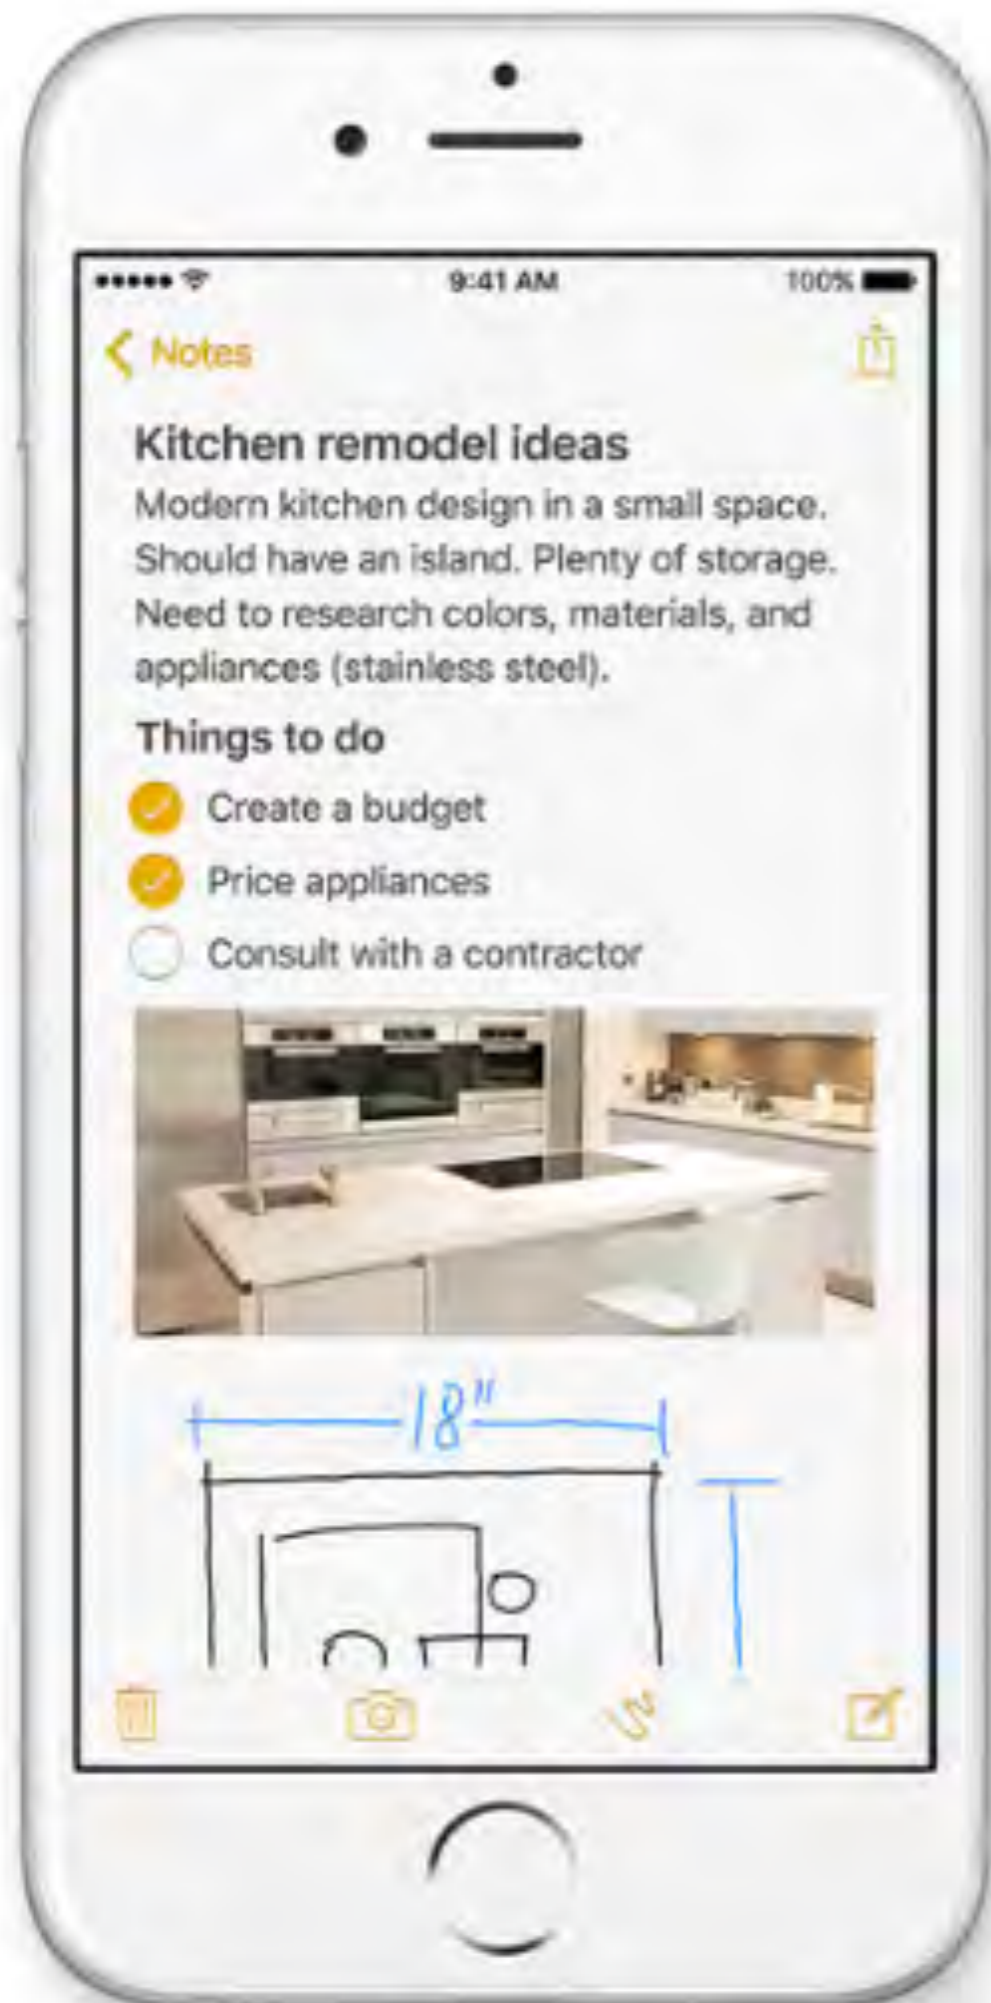 9:41 AM 100%
Notes
Kitchen remodel ideas
Modern kitchen design in a small space.
Should have an island. Plenty of storage.
Need to research colors, materials, and
appliances (stainless steel).
Things to do
Create a budget
Price appliances
Consult with a contractor
18"